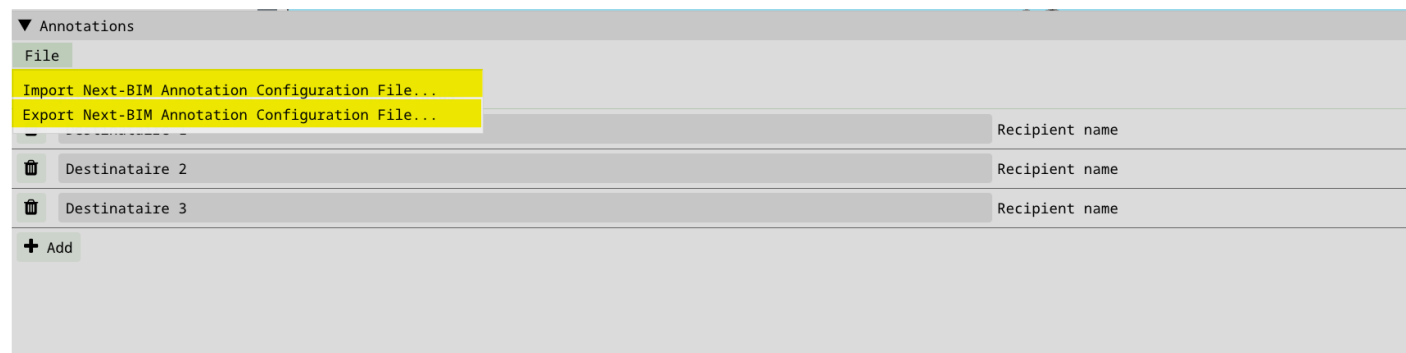 Annotations
File
Import Next-BIM Annotation Configuration File...
Export Next-BIM Annotation Configuration File...
Recipient name
Destinataire 2 Recipient name
Destinataire 3 Recipient name
Add